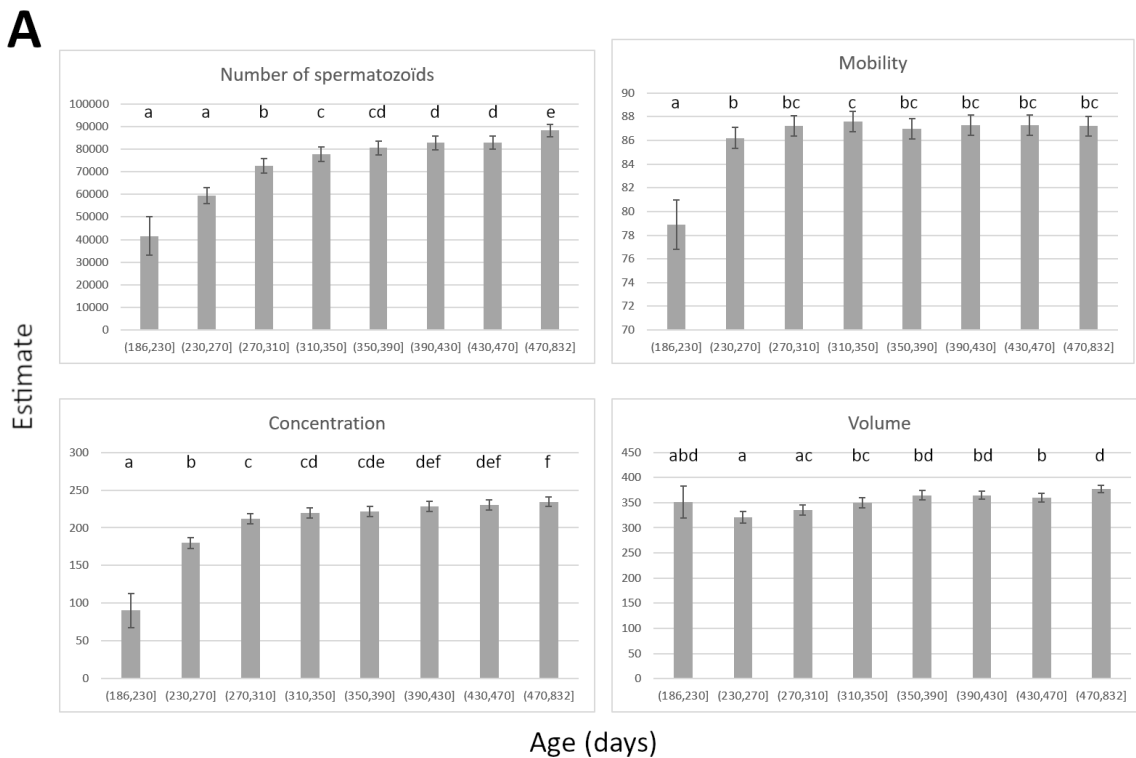 A
Number of spermatozoïds
100000
90000
80000
70000
60000
50000
40000
30000
20000
10000
0
a a b c cd d d e
(186,230] (230,270] (270,310] (310,350] (350,390] (390,430] (430,470] (470,832]
Mobility
90
88
86
84
82
80
78
76
74
72
70
a b bc c bc bc bc bc
(186,230] (230,270] (270,310] (310,350] (350,390] (390,430] (430,470] (470,832]
Estimate
Concentration
300
250
200
150
100
50
0
a b c cd cde def def f
(186,230] (230,270] (270,310] (310,350] (350,390] (390,430] (430,470] (470,832]
Volume
450
400
350
300
250
200
150
100
50
0
abd a ac bc bd bd b d
(186,230] (230,270] (270,310] (310,350] (350,390] (390,430] (430,470] (470,832]
Age (days)